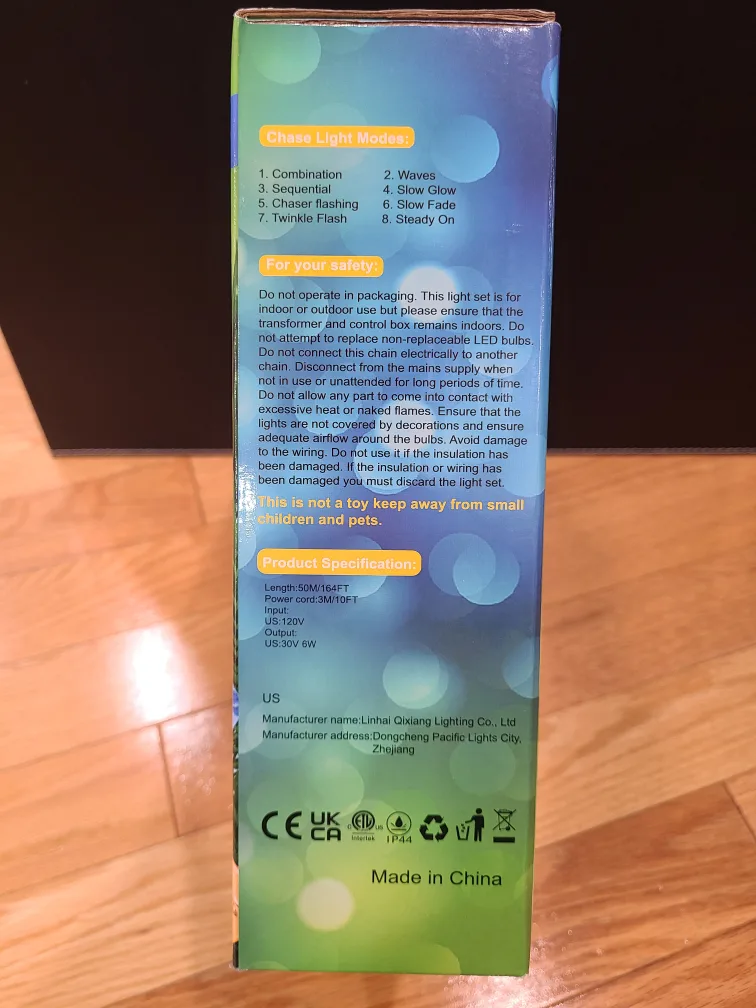 Chase Light Modes:
1. Combination 2. Waves
3. Sequential 4. Slow Glow
5. Chaser flashing 6. Slow Fade
7. Twinkle Flash 8. Steady On
For your safety:
Do not operate in packaging. This light set is for
indoor or outdoor use but please ensure that the
transformer and control box remains indoors. Do
not attempt to replace non-replaceable LED bulbs.
Do not connect this chain electrically to another
chain. Disconnect from the mains supply when
not in use or unattended for long periods of time.
Do not allow any part to come into contact with
excessive heat or naked flames. Ensure that the
lights are not covered by decorations and ensure
adequate airflow around the bulbs. Avoid damage
to the wiring. Do not use it if the insulation has
been damaged. If the insulation or wiring has
been damaged you must discard the light set.
This is not a toy keep away from small
children and pets.
Product Specification:
Length:50M/164FT
Power cord:3M/10FT
Input:
US:120V
Output:
US:30V 6W
US
Manufacturer name:Linhai Qixiang Lighting Co., Ltd
Manufacturer address:Dongcheng Pacific Lights City,
Zhejiang
CE UK CA c ETL us Intertek IP44
Made in China